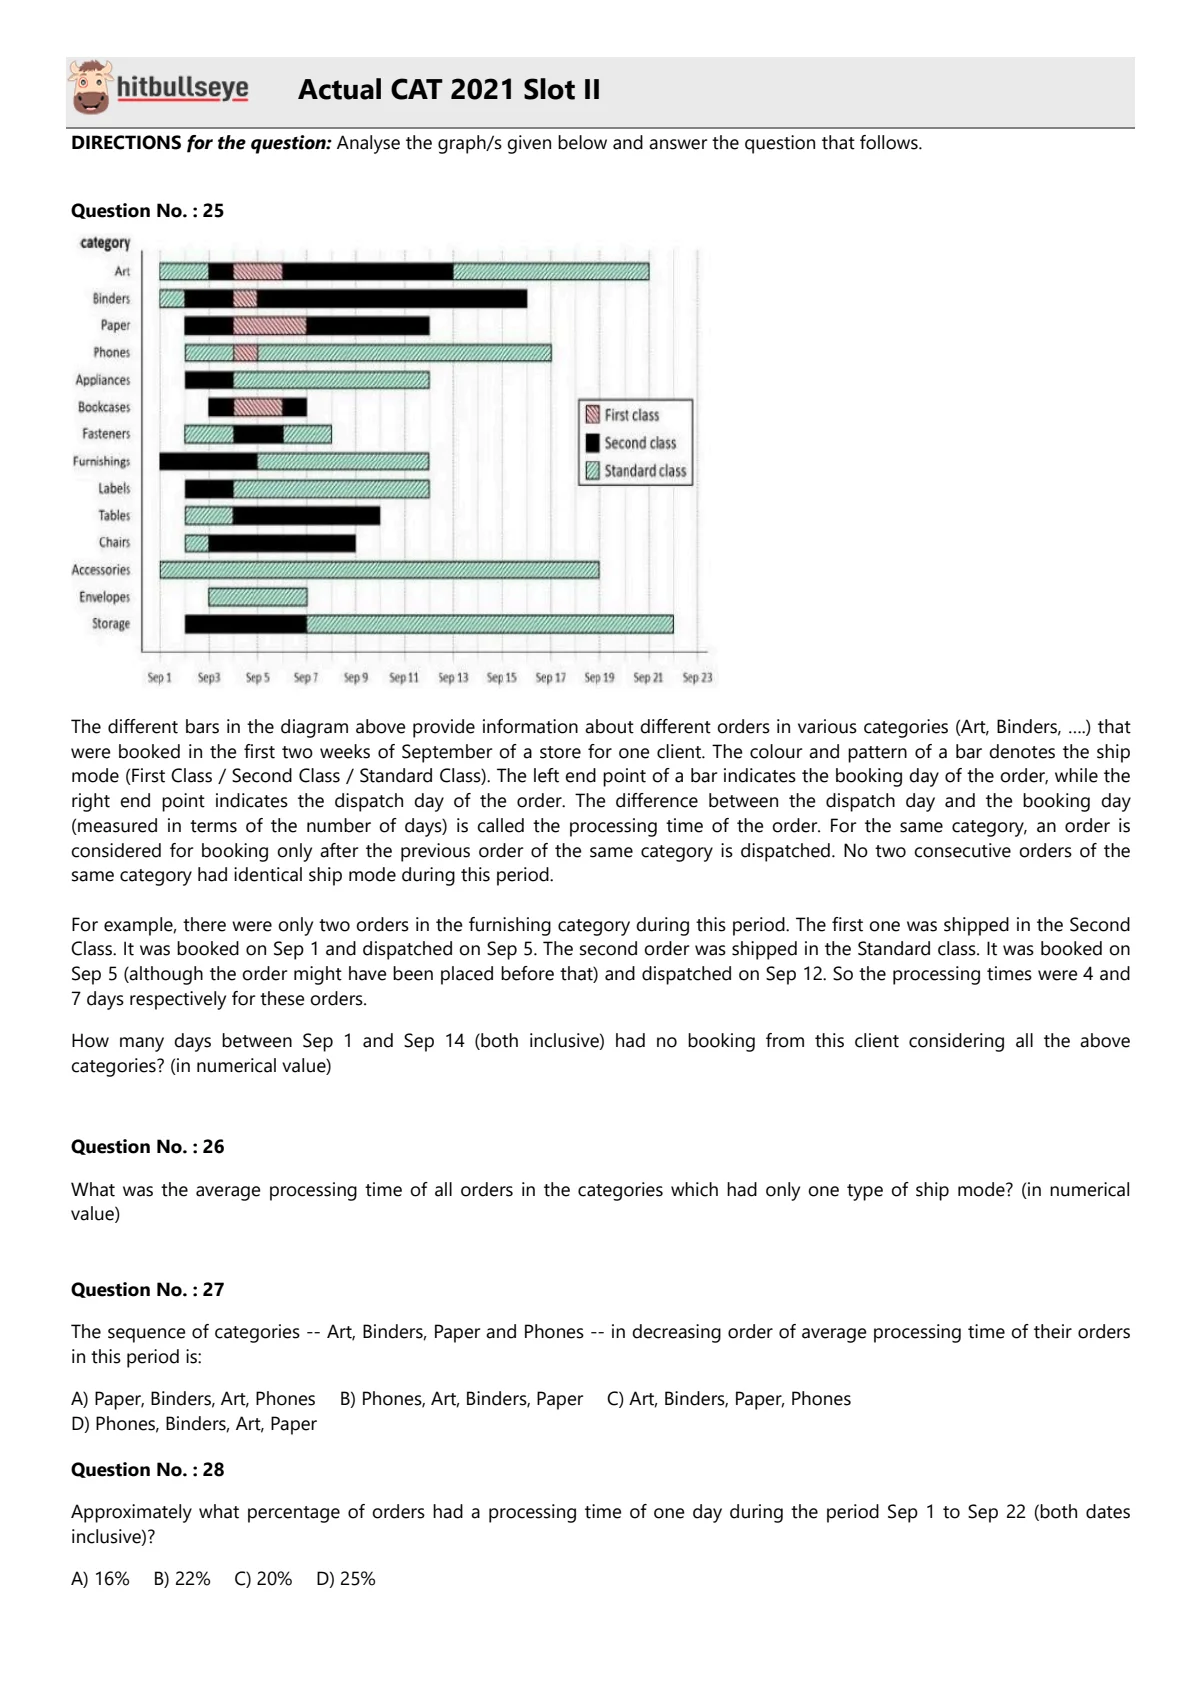 hitbullseye
Actual CAT 2021 Slot II
DIRECTIONS for the question: Analyse the graph/s given below and answer the question that follows.
Question No. : 25
category
Art
Binders
Paper
Phones
Appliances
Bookcases
Fasteners
Furnishings
Labels
Tables
Chairs
Accessories
Envelopes
Storage
First class
Second class
Standard class
Sep 1 Sep3 Sep 5 Sep 7 Sep 9 Sep 11 Sep 13 Sep 15 Sep 17 Sep 19 Sep 21 Sep 23
The different bars in the diagram above provide information about different orders in various categories (Art, Binders, ....) that
were booked in the first two weeks of September of a store for one client. The colour and pattern of a bar denotes the ship
mode (First Class / Second Class / Standard Class). The left end point of a bar indicates the booking day of the order, while the
right end point indicates the dispatch day of the order. The difference between the dispatch day and the booking day
(measured in terms of the number of days) is called the processing time of the order. For the same category, an order is
considered for booking only after the previous order of the same category is dispatched. No two consecutive orders of the
same category had identical ship mode during this period.
For example, there were only two orders in the furnishing category during this period. The first one was shipped in the Second
Class. It was booked on Sep 1 and dispatched on Sep 5. The second order was shipped in the Standard class. It was booked on
Sep 5 (although the order might have been placed before that) and dispatched on Sep 12. So the processing times were 4 and
7 days respectively for these orders.
How many days between Sep 1 and Sep 14 (both inclusive) had no booking from this client considering all the above
categories? (in numerical value)
Question No. : 26
What was the average processing time of all orders in the categories which had only one type of ship mode? (in numerical
value)
Question No. : 27
The sequence of categories -- Art, Binders, Paper and Phones -- in decreasing order of average processing time of their orders
in this period is:
A) Paper, Binders, Art, Phones B) Phones, Art, Binders, Paper C) Art, Binders, Paper, Phones
D) Phones, Binders, Art, Paper
Question No. : 28
Approximately what percentage of orders had a processing time of one day during the period Sep 1 to Sep 22 (both dates
inclusive)?
A) 16% B) 22% C) 20% D) 25%